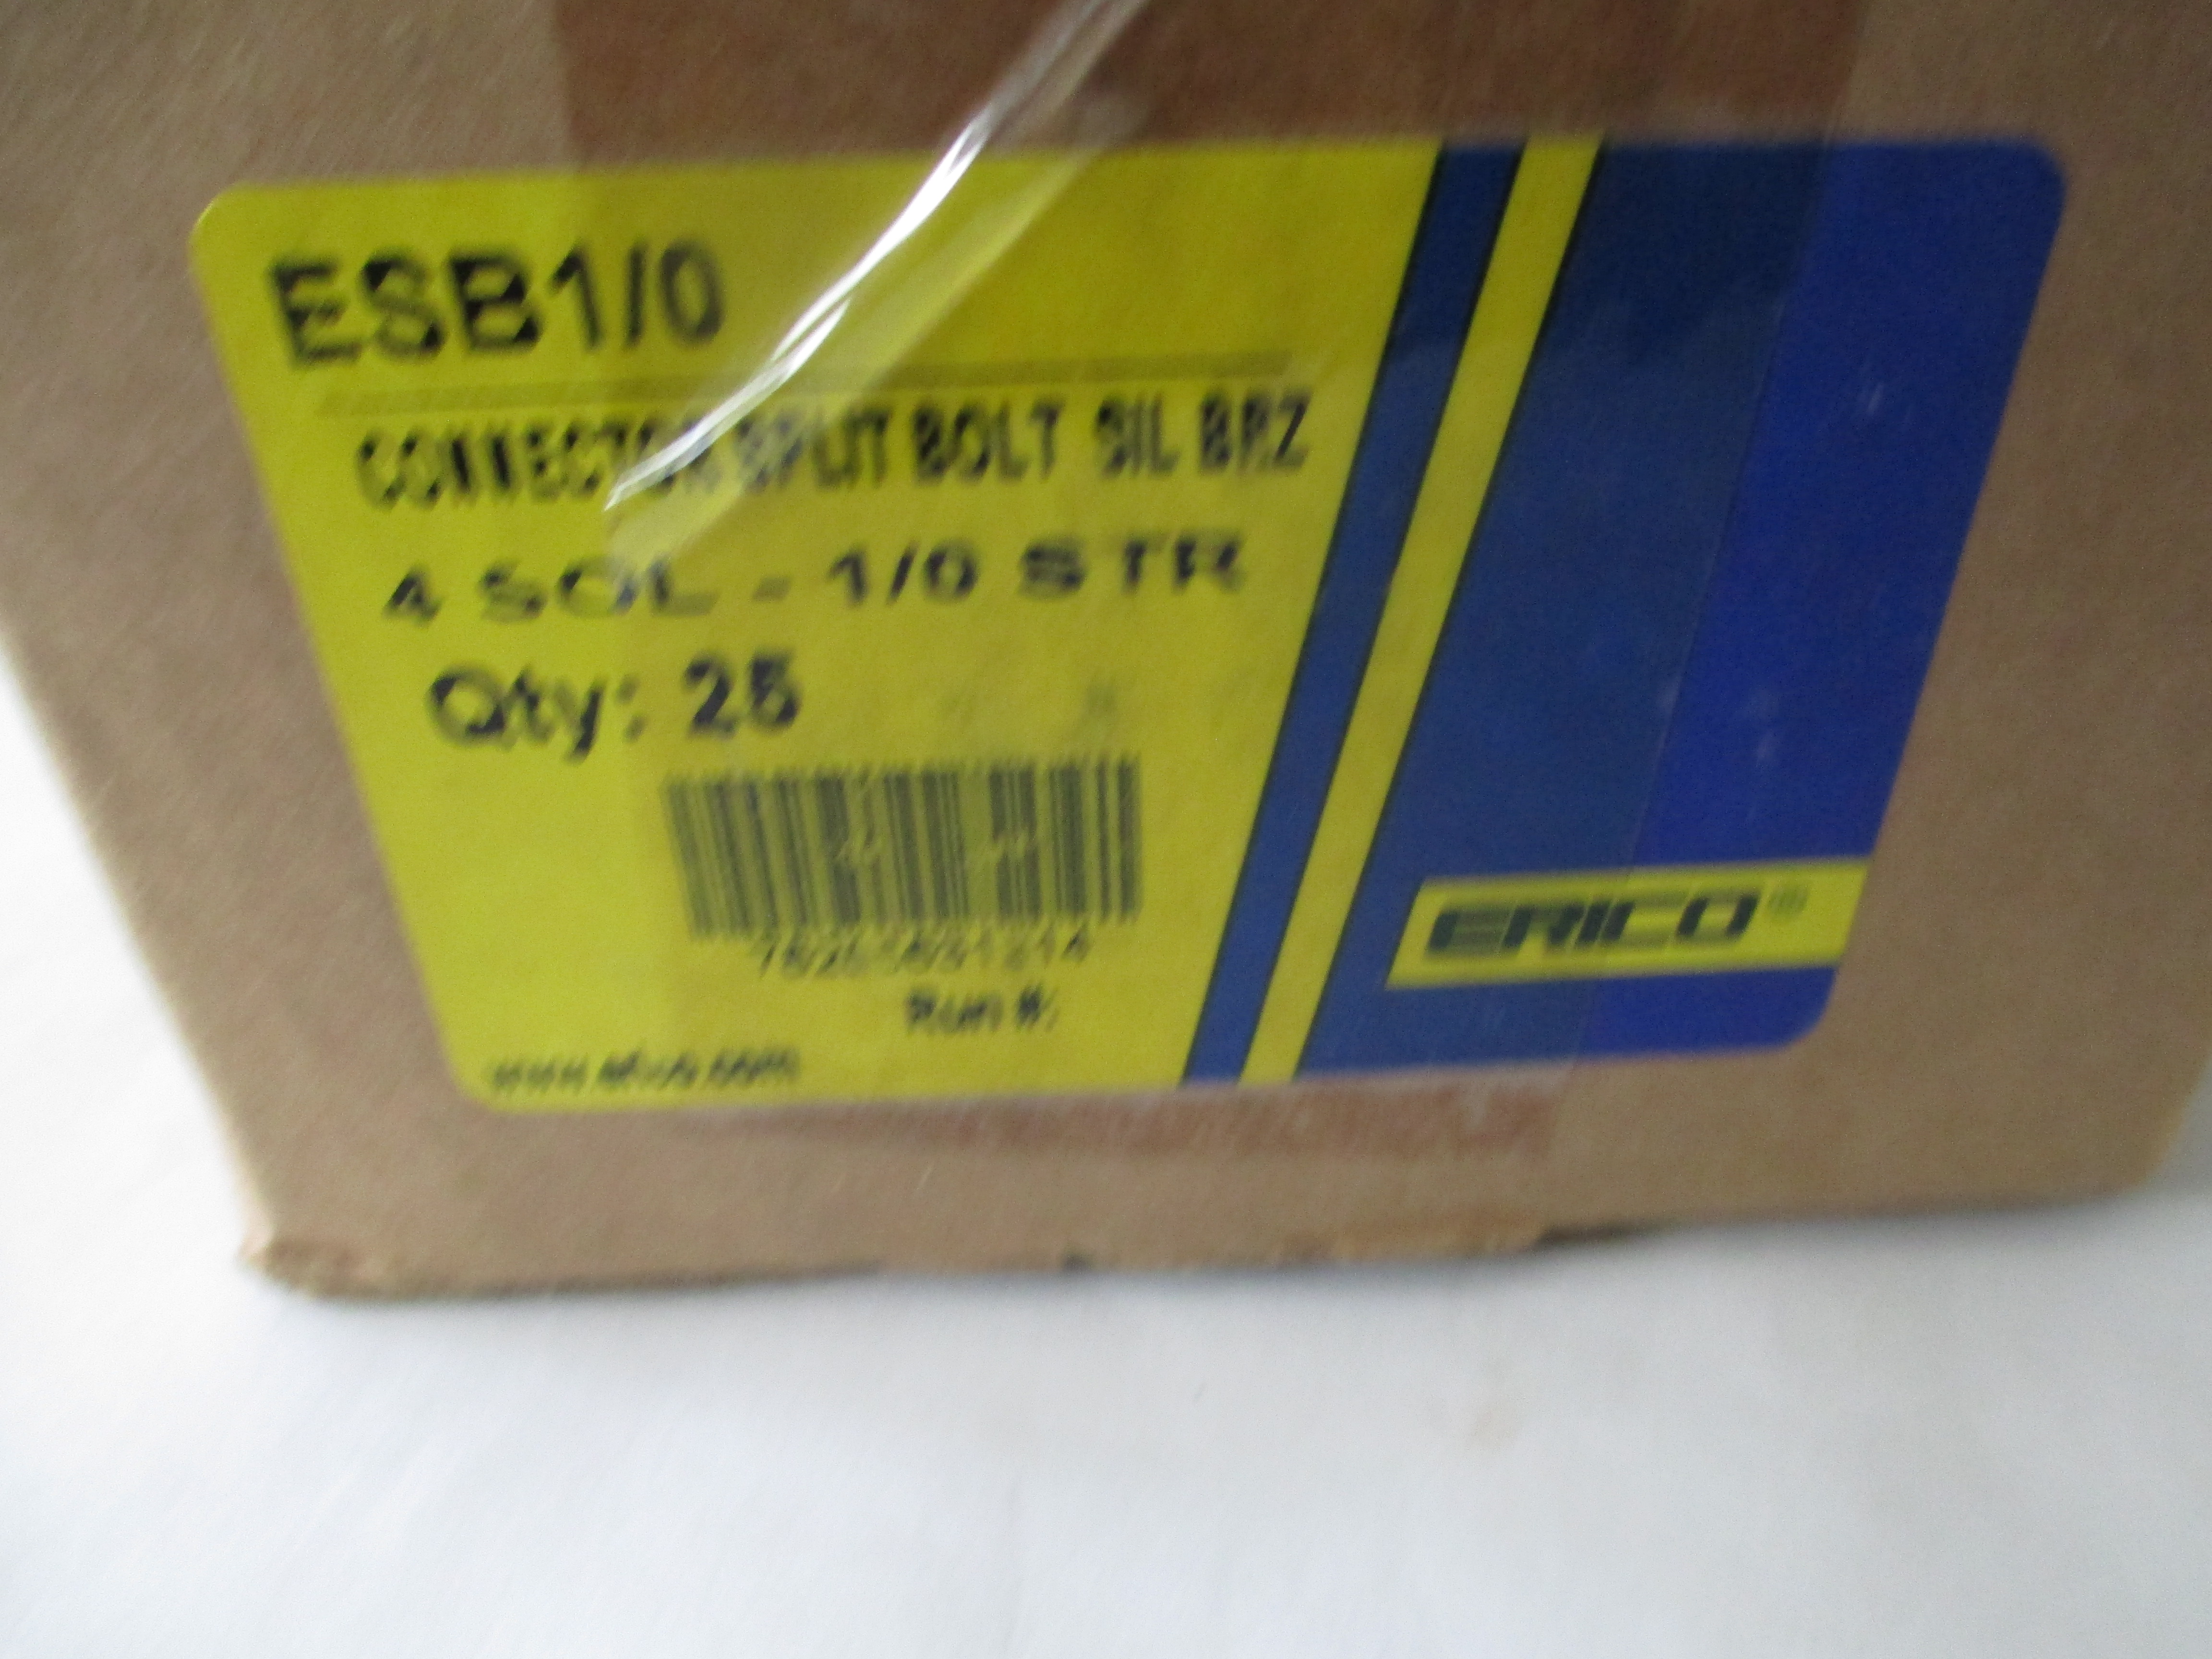 ESB1/0
CONNECTOR SPLIT BOLT SIL BRZ
4 SOL - 1/0 STR
Qty: 25
Run #:
ERICO®